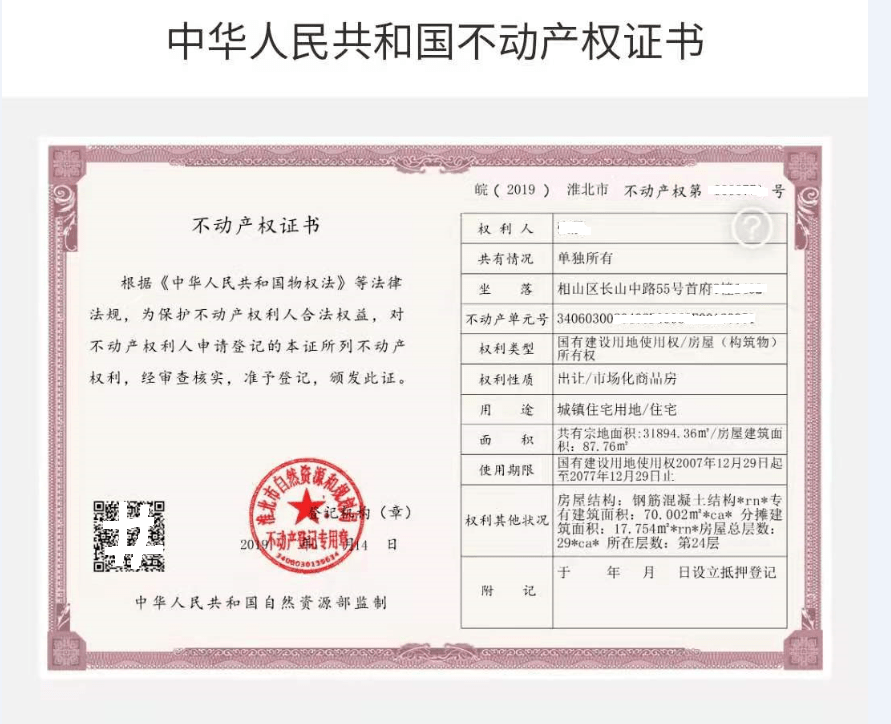 中华人民共和国不动产权证书
皖（2019）淮北市 不动产权第 号
不动产权证书
根据《中华人民共和国物权法》等法律
法规，为保护不动产权利人合法权益，对
不动产权利人申请登记的本证所列不动产
权利，经审查核实，准予登记，颁发此证。
淮北市自然资源和规划局
不动产登记专用章
登记机构（章）
2019 月4 日
中华人民共和国自然资源部监制
权利人
共有情况 单独所有
坐 落 相山区长山中路55号首府
不动产单元号 34060300
权利类型 国有建设用地使用权/房屋（构筑物）
所有权
权利性质 出让/市场化商品房
用 途 城镇住宅用地/住宅
面 积 共有宗地面积:31894.36㎡/房屋建筑面
积: 87.76㎡
使用期限 国有建设用地使用权2007年12月29日起
至2077年12月29日止
权利其他状况 房屋结构: 钢筋混凝土结构*rn*专
有建筑面积: 70.002㎡*ca* 分摊建
筑面积: 17.754㎡*rn*房屋总层数:
29*ca* 所在层数: 第24层
附 记 于 年 月 日设立抵押登记
?